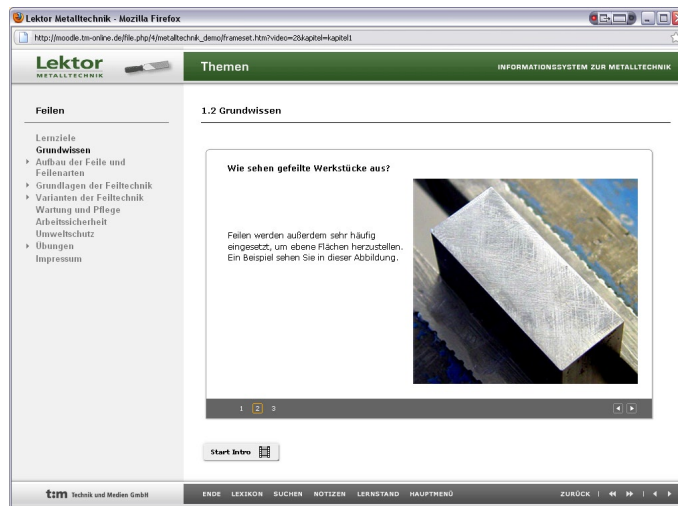 Lektor Metalltechnik - Mozilla Firefox
http://moodle.tm-online.de/file.php/4/metalltechnik_demo/frameset.htm?video=2&kapitel=kapitel1
Lektor
METALLTECHNIK
Themen
INFORMATIONSSYSTEM ZUR METALLTECHNIK
Feilen
Lernziele
Grundwissen
Aufbau der Feile und
Feilenarten
Grundlagen der Feiltechnik
Varianten der Feiltechnik
Wartung und Pflege
Arbeitssicherheit
Umweltschutz
Übungen
Impressum
1.2 Grundwissen
Wie sehen gefeilte Werkstücke aus?
Feilen werden außerdem sehr häufig
eingesetzt, um ebene Flächen herzustellen.
Ein Beispiel sehen Sie in dieser Abbildung.
1 2 3
Start Intro
t:m Technik und Medien GmbH
ENDE LEXIKON SUCHEN NOTIZEN LERNSTAND HAUPTMENÜ
ZURÜCK